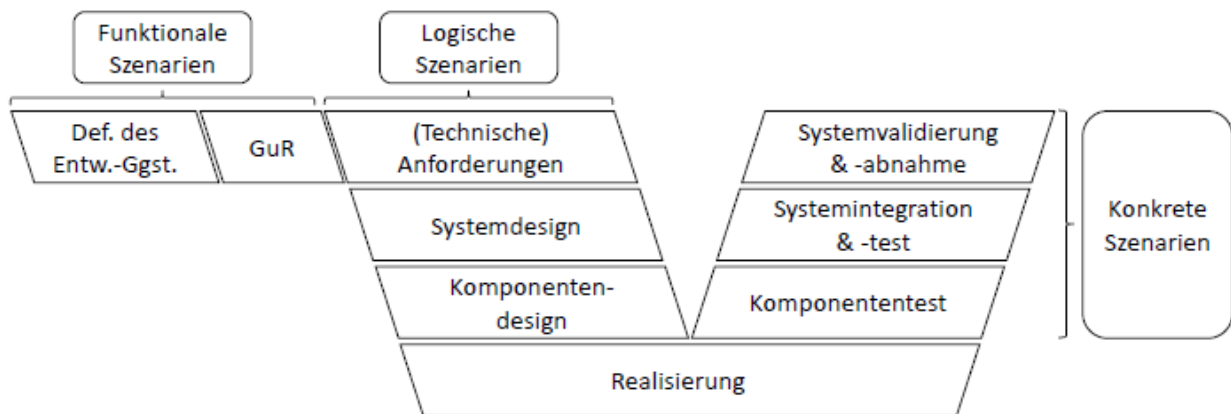 Funktionale
Szenarien
Logische
Szenarien
Def. des
Entw.-Ggst.
GuR
(Technische)
Anforderungen
Systemvalidierung
& -abnahme
Systemdesign
Systemintegration
& -test
Konkrete
Szenarien
Komponenten-
design
Komponententest
Realisierung